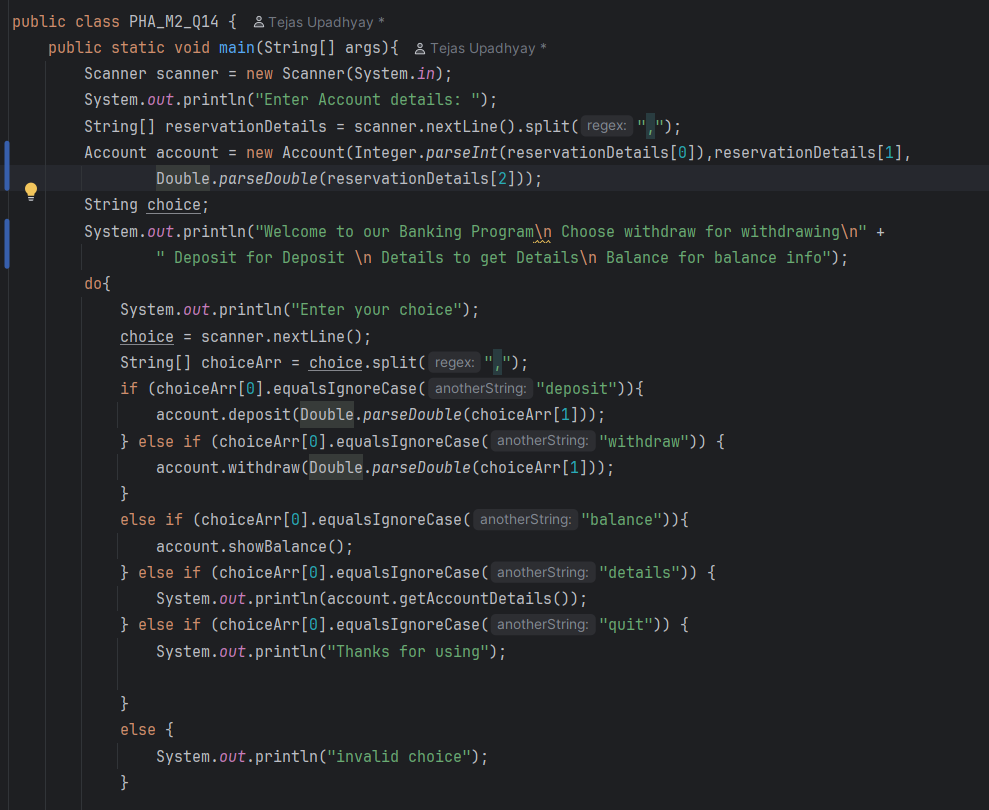 public class PHA_M2_Q14 { Tejas Upadhyay *
public static void main(String[] args){ Tejas Upadhyay *
Scanner scanner = new Scanner(System.in);
System.out.println("Enter Account details: ");
String[] reservationDetails = scanner.nextLine().split( regex: ",");
Account account = new Account(Integer.parseInt(reservationDetails[0]),reservationDetails[1],
Double.parseDouble(reservationDetails[2]));
String choice;
System.out.println("Welcome to our Banking Program\n Choose withdraw for withdrawing\n" +
" Deposit for Deposit \n Details to get Details\n Balance for balance info");
do{
System.out.println("Enter your choice");
choice = scanner.nextLine();
String[] choiceArr = choice.split( regex: ",");
if (choiceArr[0].equalsIgnoreCase( anotherString: "deposit")){
account.deposit(Double.parseDouble(choiceArr[1]));
} else if (choiceArr[0].equalsIgnoreCase( anotherString: "withdraw")) {
account.withdraw(Double.parseDouble(choiceArr[1]));
}
else if (choiceArr[0].equalsIgnoreCase( anotherString: "balance")){
account.showBalance();
} else if (choiceArr[0].equalsIgnoreCase( anotherString: "details")) {
System.out.println(account.getAccountDetails());
} else if (choiceArr[0].equalsIgnoreCase( anotherString: "quit")) {
System.out.println("Thanks for using");
}
else {
System.out.println("invalid choice");
}